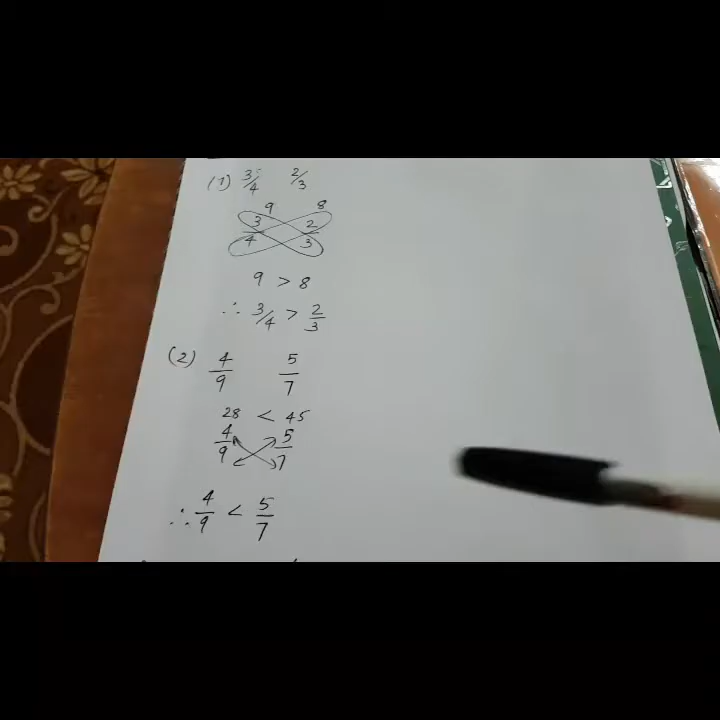 (1) 3/4 2/3
9 8
3/4 2/3
9 > 8
∴ 3/4 > 2/3
(2) 4/9 5/7
28 < 45
4/9 5/7
∴ 4/9 < 5/7